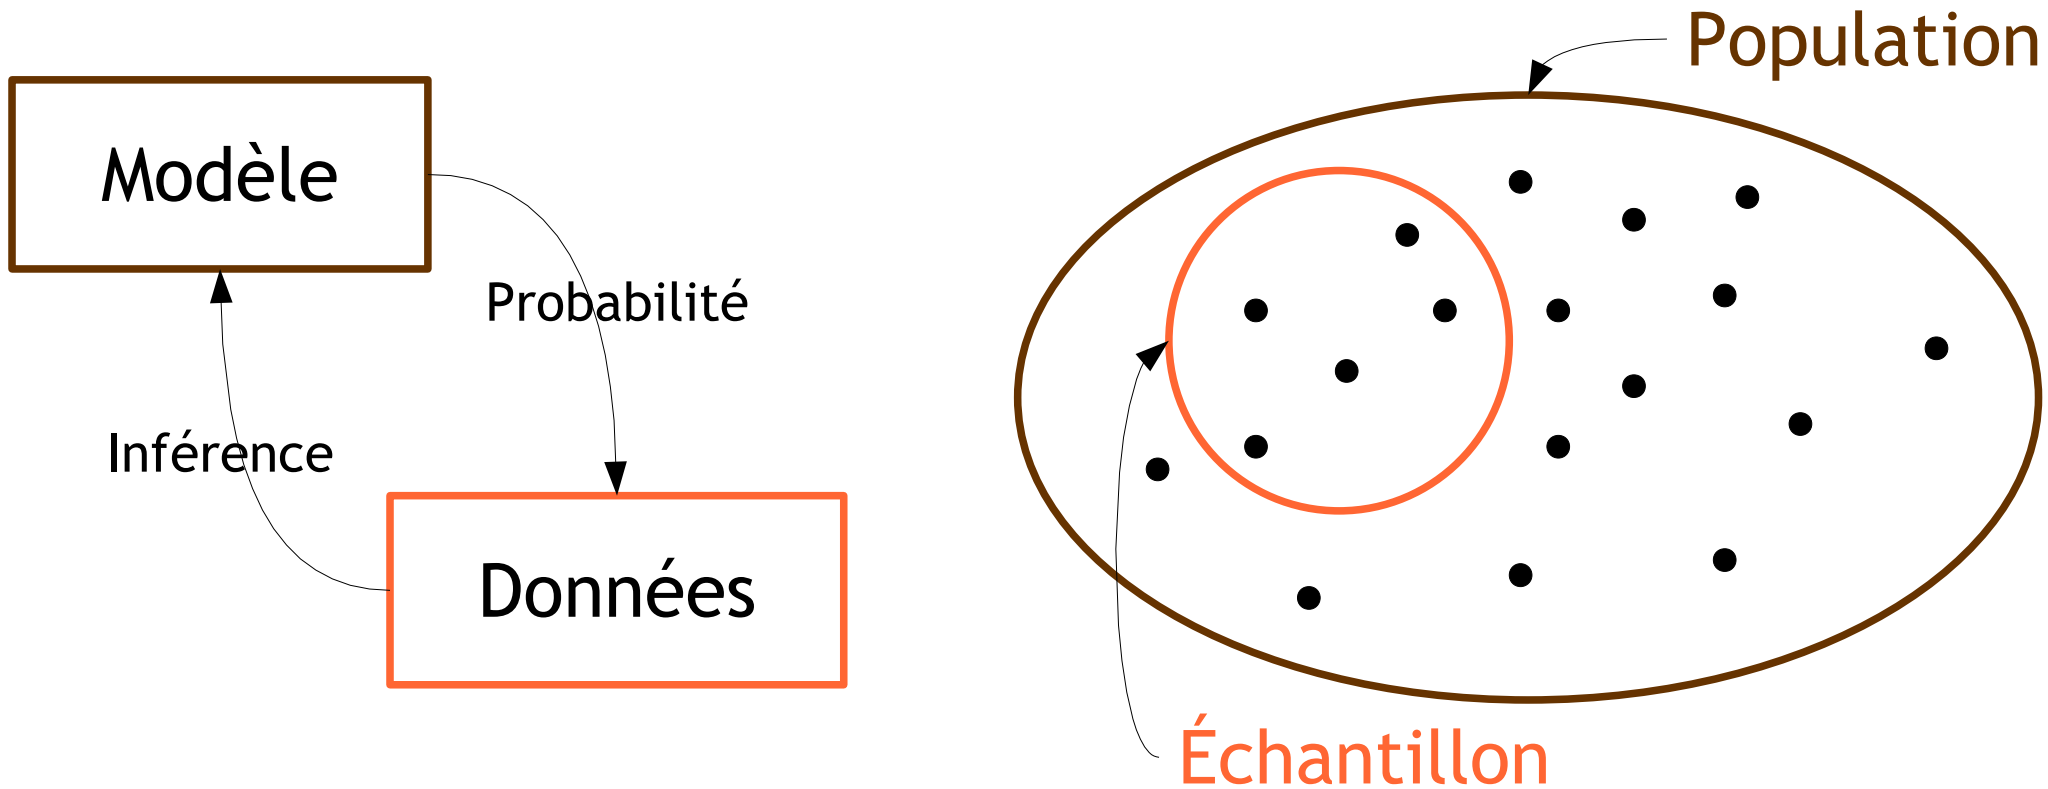 Population
Modèle
Probabilité
Inférence
Données
Échantillon